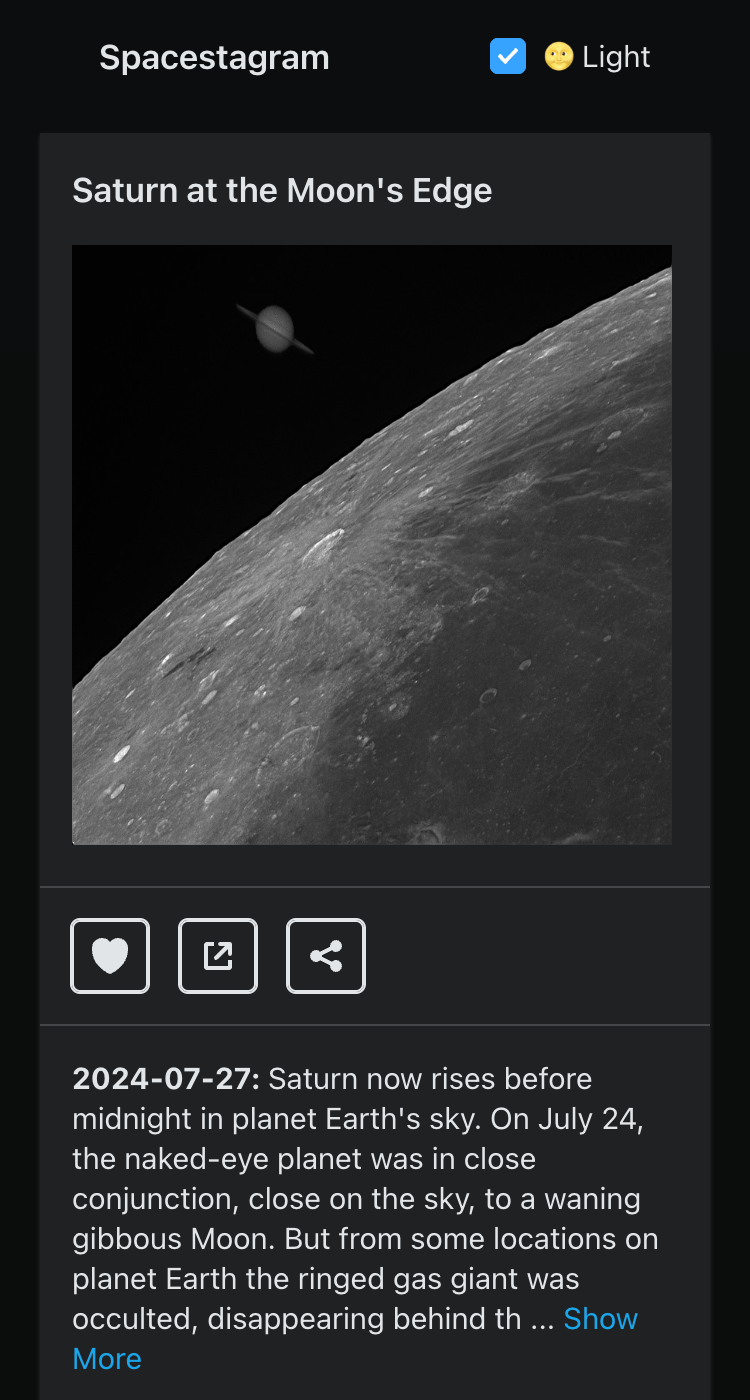 Spacestagram
🌝 Light
Saturn at the Moon's Edge
2024-07-27: Saturn now rises before
midnight in planet Earth's sky. On July 24,
the naked-eye planet was in close
conjunction, close on the sky, to a waning
gibbous Moon. But from some locations on
planet Earth the ringed gas giant was
occulted, disappearing behind th ... Show
More